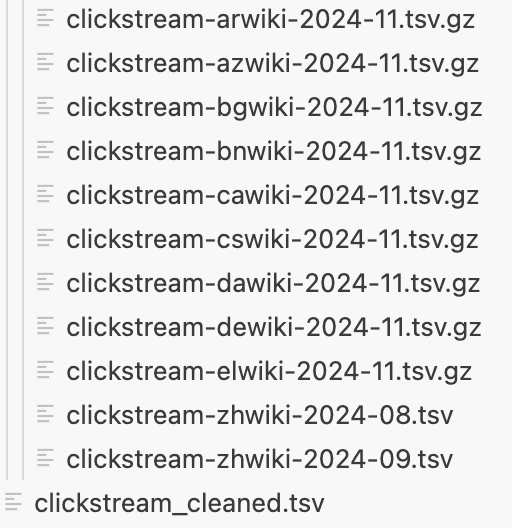 clickstream-arwiki-2024-11.tsv.gz
clickstream-azwiki-2024-11.tsv.gz
clickstream-bgwiki-2024-11.tsv.gz
clickstream-bnwiki-2024-11.tsv.gz
clickstream-cawiki-2024-11.tsv.gz
clickstream-cswiki-2024-11.tsv.gz
clickstream-dawiki-2024-11.tsv.gz
clickstream-dewiki-2024-11.tsv.gz
clickstream-elwiki-2024-11.tsv.gz
clickstream-zhwiki-2024-08.tsv
clickstream-zhwiki-2024-09.tsv
clickstream_cleaned.tsv